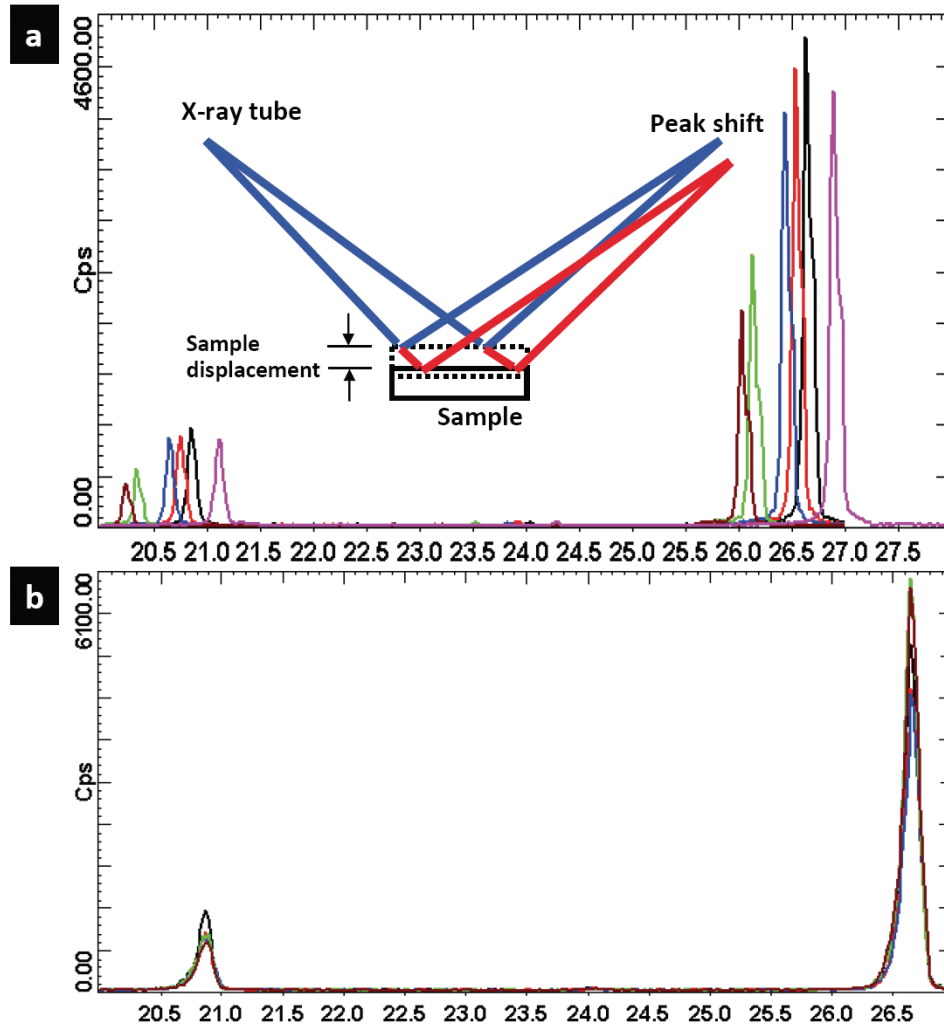 a
4600.00
Cps
0.00
X-ray tube
Peak shift
Sample
displacement
Sample
20.5 21.0 21.5 22.0 22.5 23.0 23.5 24.0 24.5 25.0 25.5 26.0 26.5 27.0 27.5
b
6100.00
Cps
0.00
20.5 21.0 21.5 22.0 22.5 23.0 23.5 24.0 24.5 25.0 25.5 26.0 26.5